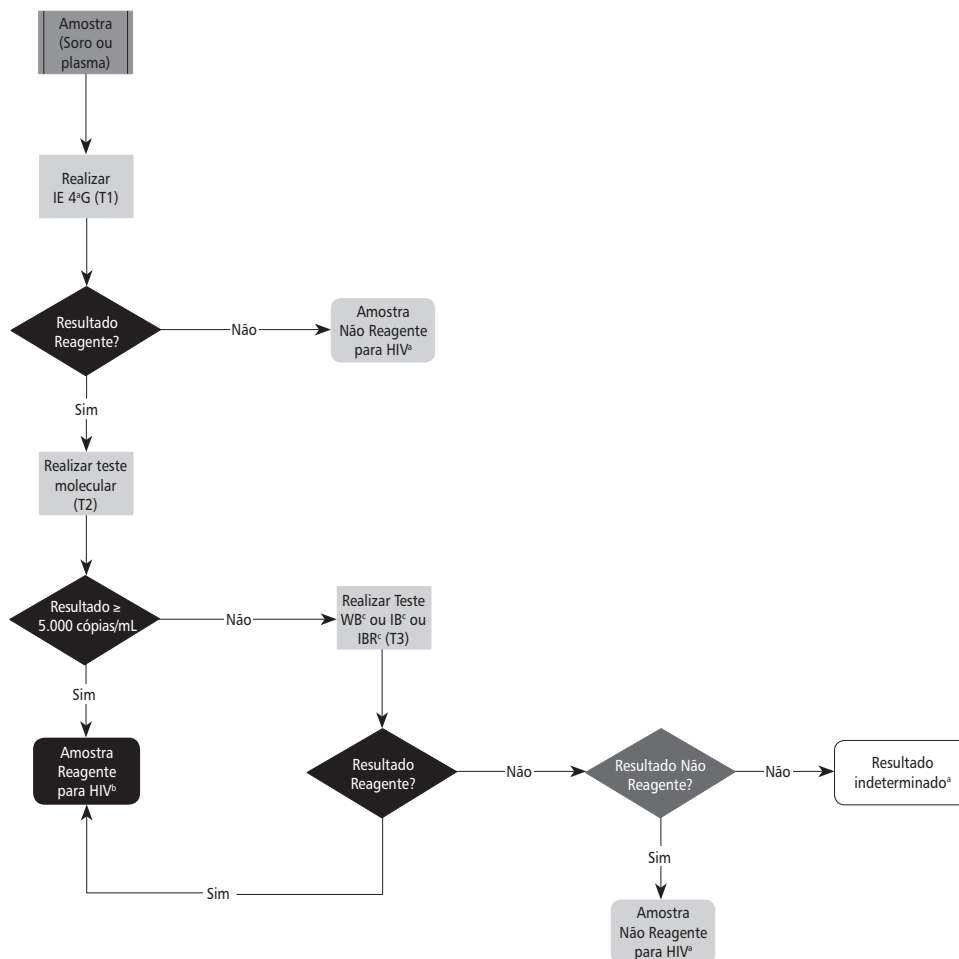 Amostra
(Soro ou
plasma)
Realizar
IE 4ªG (T1)
Resultado
Reagente?
Não
Amostra
Não Reagente
para HIVª
Sim
Realizar teste
molecular
(T2)
Resultado ≥
5.000 cópias/mL
Não
Realizar Teste
WBᶜ ou IBᶜ ou
IBRᶜ (T3)
Sim
Amostra
Reagente
para HIVᵇ
Resultado
Reagente?
Não
Resultado Não
Reagente?
Não
Resultado
indeterminadoª
Sim
Sim
Amostra
Não Reagente
para HIVª